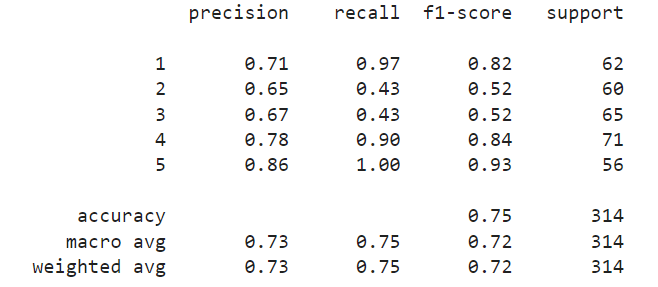 precision recall f1-score support
1 0.71 0.97 0.82 62
2 0.65 0.43 0.52 60
3 0.67 0.43 0.52 65
4 0.78 0.90 0.84 71
5 0.86 1.00 0.93 56
accuracy 0.75 314
macro avg 0.73 0.75 0.72 314
weighted avg 0.73 0.75 0.72 314